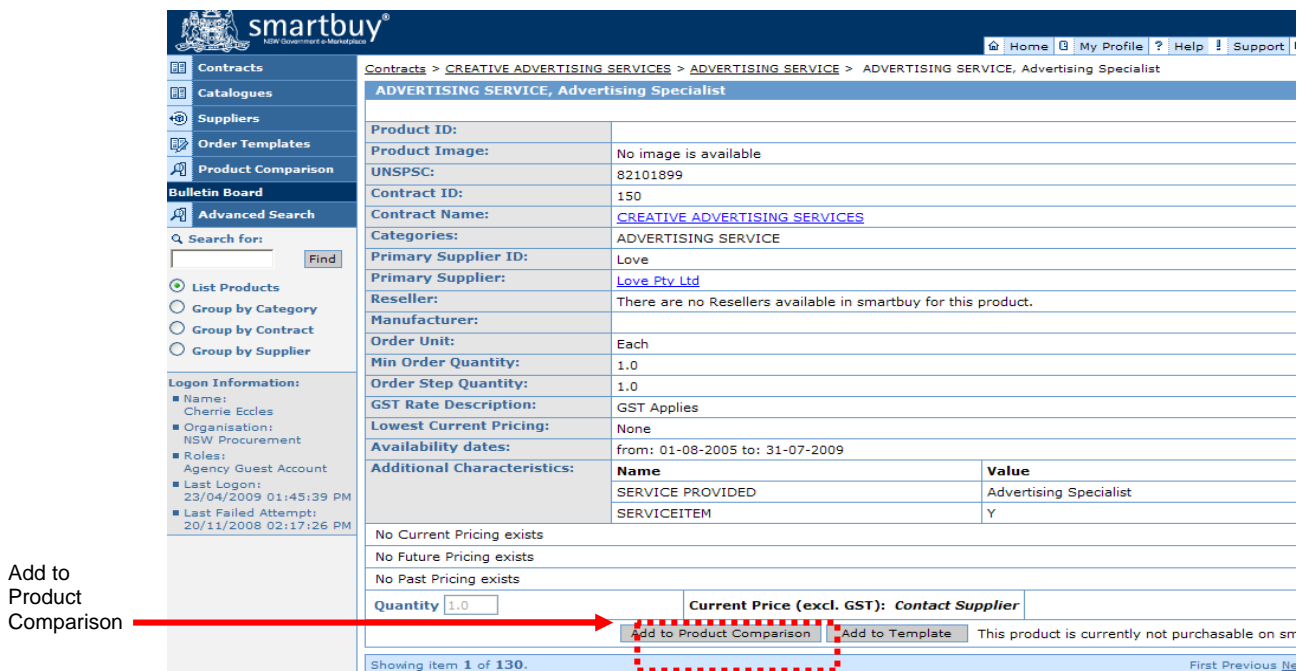 smartbuy®
NSW Government e-Marketplace
Home My Profile ? Help ! Support
Contracts
Catalogues
Suppliers
Order Templates
Product Comparison
Bulletin Board
Advanced Search
Search for:
Find
List Products
Group by Category
Group by Contract
Group by Supplier
Logon Information:
Name:
Cherrie Eccles
Organisation:
NSW Procurement
Roles:
Agency Guest Account
Last Logon:
23/04/2009 01:45:39 PM
Last Failed Attempt:
20/11/2008 02:17:26 PM
Contracts > CREATIVE ADVERTISING SERVICES > ADVERTISING SERVICE > ADVERTISING SERVICE, Advertising Specialist
ADVERTISING SERVICE, Advertising Specialist
Product ID:
Product Image: No image is available
UNSPSC: 82101899
Contract ID: 150
Contract Name: CREATIVE ADVERTISING SERVICES
Categories: ADVERTISING SERVICE
Primary Supplier ID: Love
Primary Supplier: Love Pty Ltd
Reseller: There are no Resellers available in smartbuy for this product.
Manufacturer:
Order Unit: Each
Min Order Quantity: 1.0
Order Step Quantity: 1.0
GST Rate Description: GST Applies
Lowest Current Pricing: None
Availability dates: from: 01-08-2005 to: 31-07-2009
Additional Characteristics: Name Value
SERVICE PROVIDED Advertising Specialist
SERVICEITEM Y
No Current Pricing exists
No Future Pricing exists
No Past Pricing exists
Quantity 1.0 Current Price (excl. GST): Contact Supplier
Add to Product Comparison Add to Template This product is currently not purchasable on sm
Showing item 1 of 130. First Previous Ne
Add to
Product
Comparison